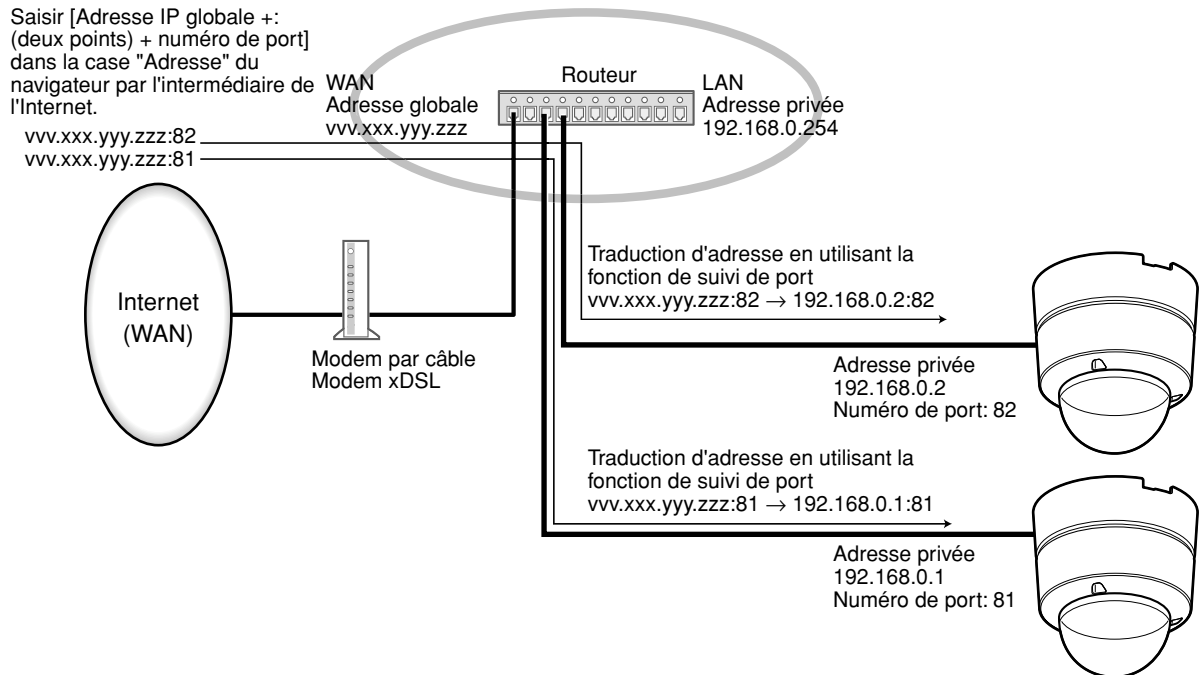 Saisir [Adresse IP globale +:
(deux points) + numéro de port]
dans la case "Adresse" du
navigateur par l'intermédiaire de
l'Internet.
vvv.xxx.yyy.zzz:82
vvv.xxx.yyy.zzz:81
WAN
Adresse globale
vvv.xxx.yyy.zzz
Routeur
LAN
Adresse privée
192.168.0.254
Internet
(WAN)
Modem par câble
Modem xDSL
Traduction d'adresse en utilisant la
fonction de suivi de port
vvv.xxx.yyy.zzz:82 → 192.168.0.2:82
Adresse privée
192.168.0.2
Numéro de port: 82
Traduction d'adresse en utilisant la
fonction de suivi de port
vvv.xxx.yyy.zzz:81 → 192.168.0.1:81
Adresse privée
192.168.0.1
Numéro de port: 81